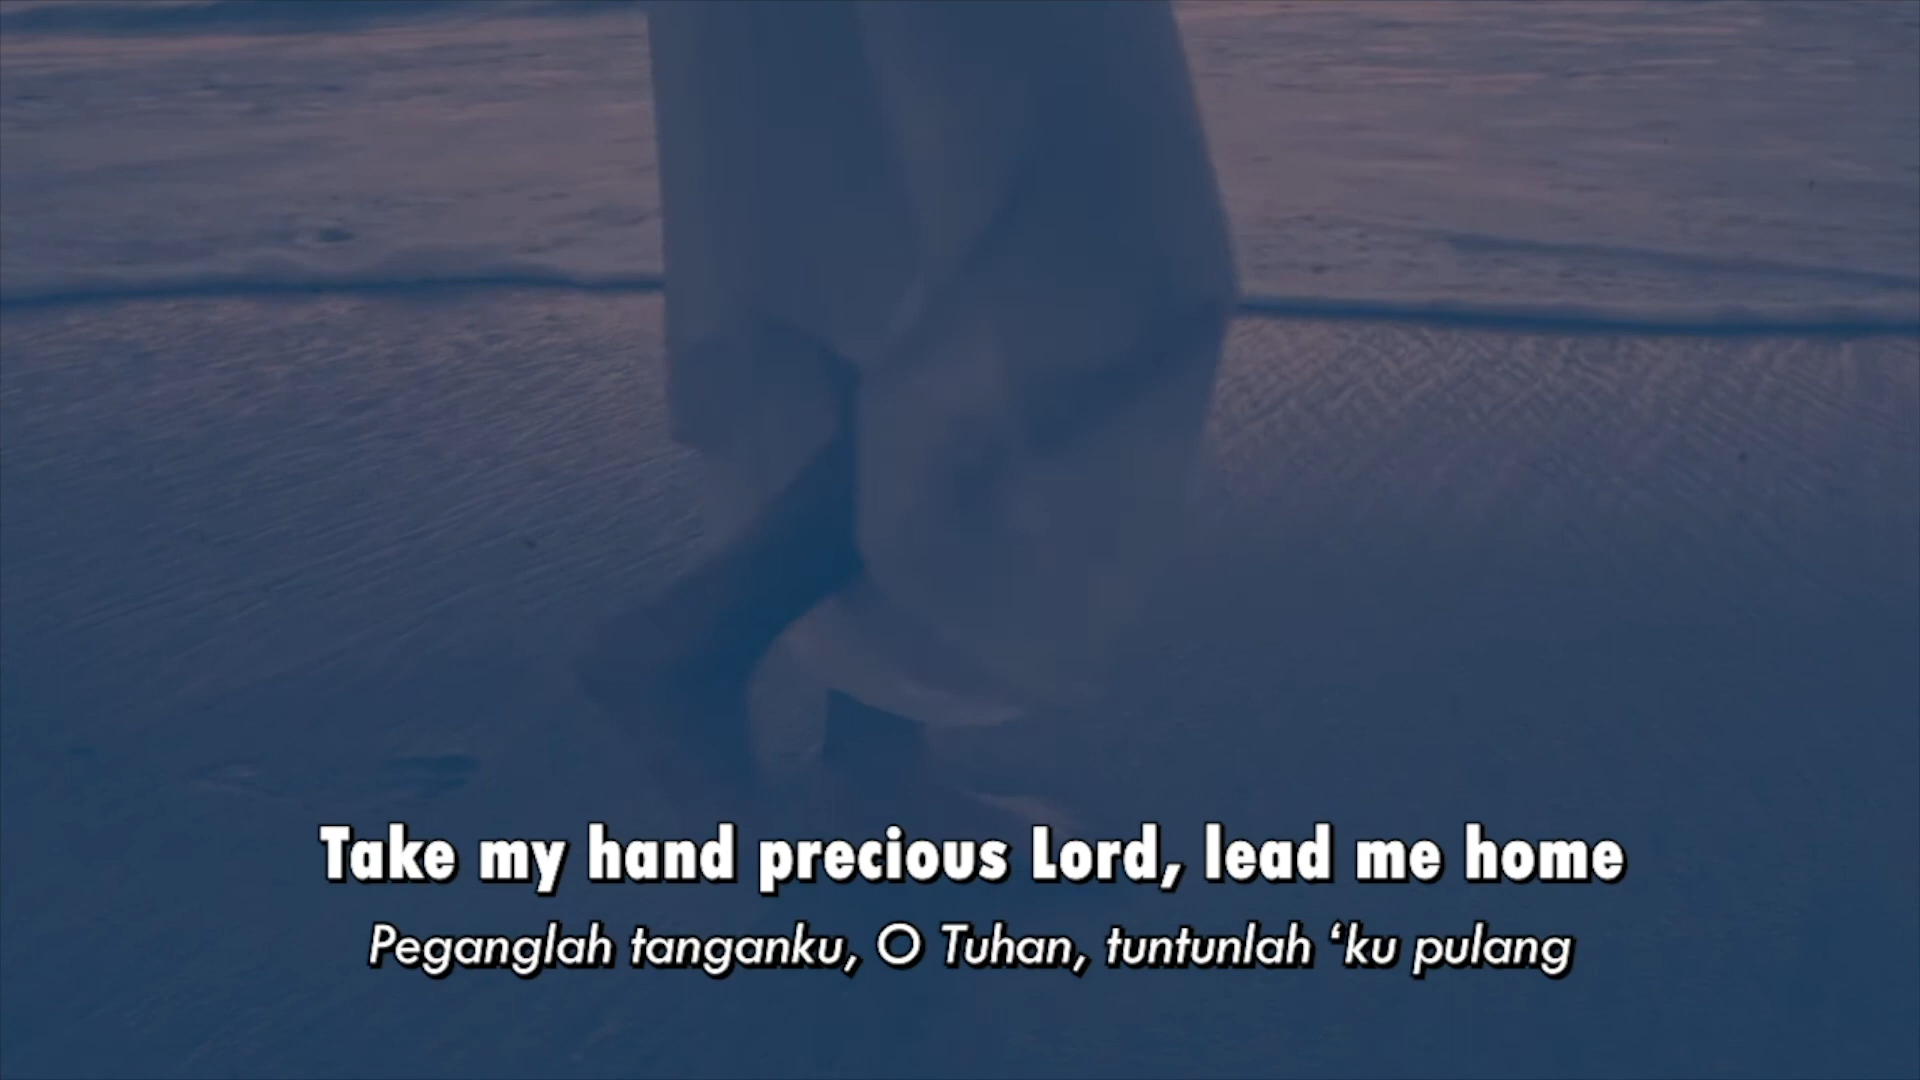 Take my hand precious Lord, lead me home
Peganglah tanganku, O Tuhan, tuntunlah ‘ku pulang